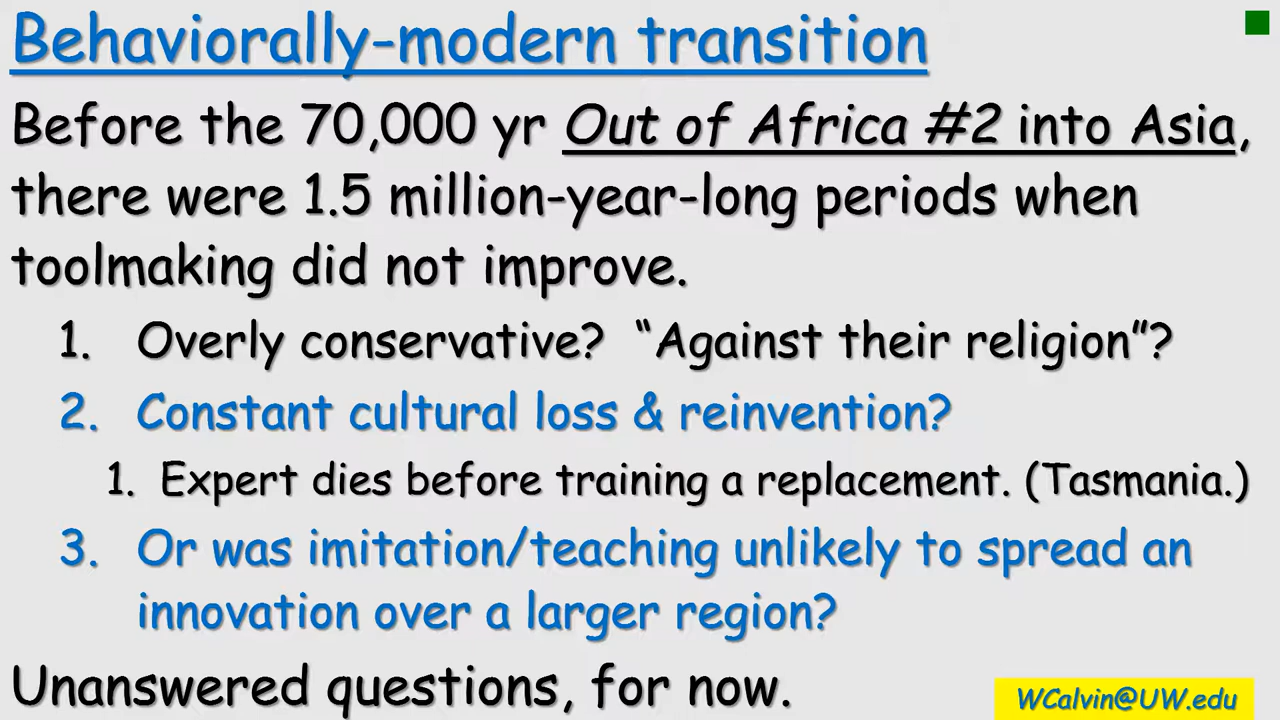 Behaviorally-modern transition
Before the 70,000 yr Out of Africa #2 into Asia,
there were 1.5 million-year-long periods when
toolmaking did not improve.
1. Overly conservative? “Against their religion”?
2. Constant cultural loss & reinvention?
1. Expert dies before training a replacement. (Tasmania.)
3. Or was imitation/teaching unlikely to spread an
innovation over a larger region?
Unanswered questions, for now.
WCalvin@UW.edu